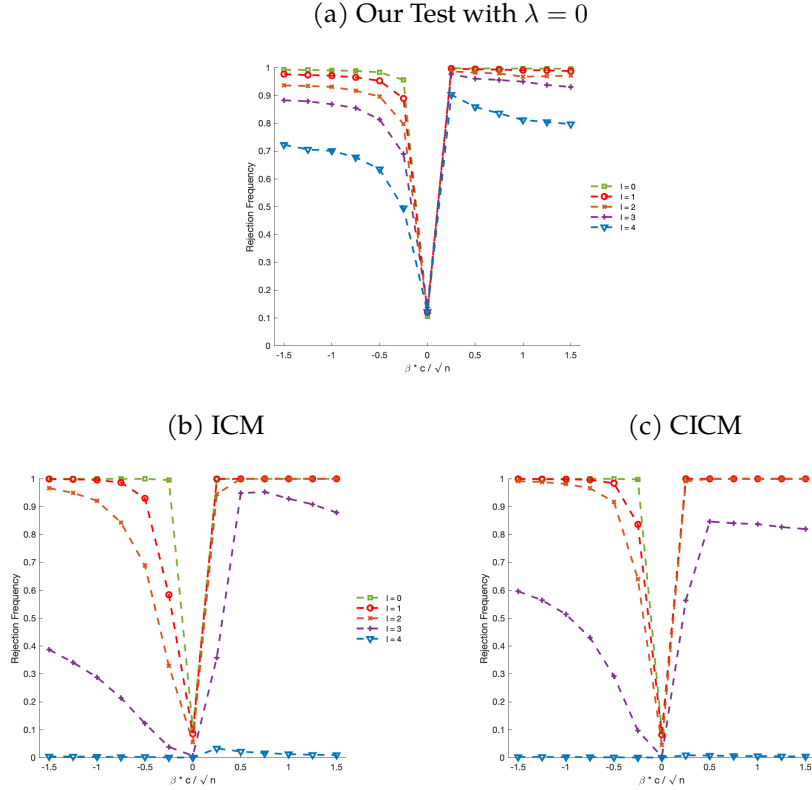 (a) Our Test with λ = 0
1
0.9
0.8
0.7
0.6
0.5
0.4
0.3
0.2
0.1
0
Rejection Frequency
-1.5 -1 -0.5 0 0.5 1 1.5
β * c / √ n
l = 0
l = 1
l = 2
l = 3
l = 4
(b) ICM
1
0.9
0.8
0.7
0.6
0.5
0.4
0.3
0.2
0.1
0
Rejection Frequency
-1.5 -1 -0.5 0 0.5 1 1.5
β * c / √ n
l = 0
l = 1
l = 2
l = 3
l = 4
(c) CICM
1
0.9
0.8
0.7
0.6
0.5
0.4
0.3
0.2
0.1
0
Rejection Frequency
-1.5 -1 -0.5 0 0.5 1 1.5
β * c / √ n